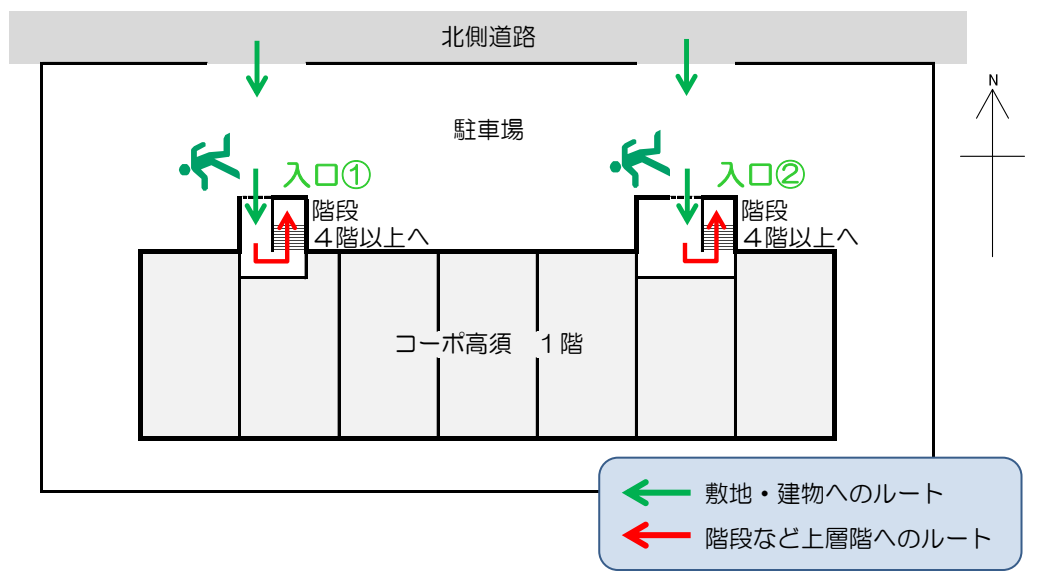 北側道路
N
駐車場
入口①
入口②
階段
4階以上へ
階段
4階以上へ
コーポ高須 1階
敷地・建物へのルート
階段など上層階へのルート